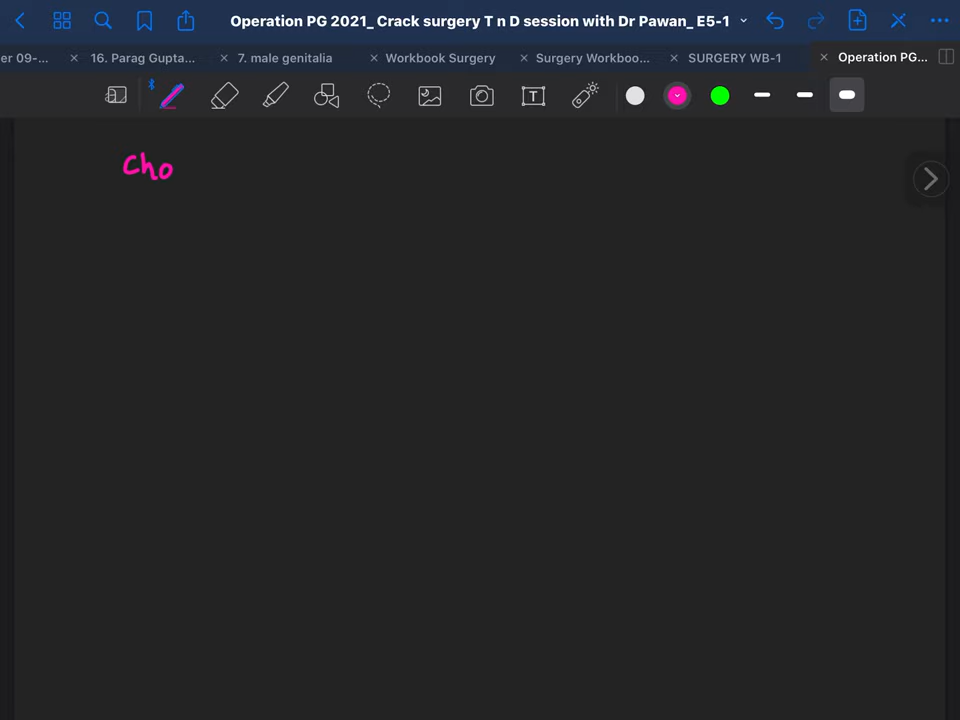 Operation PG 2021_ Crack surgery T n D session with Dr Pawan_ E5-1
er 09-... 16. Parag Gupta... 7. male genitalia Workbook Surgery Surgery Workboo... SURGERY WB-1 Operation PG...
T
Cho